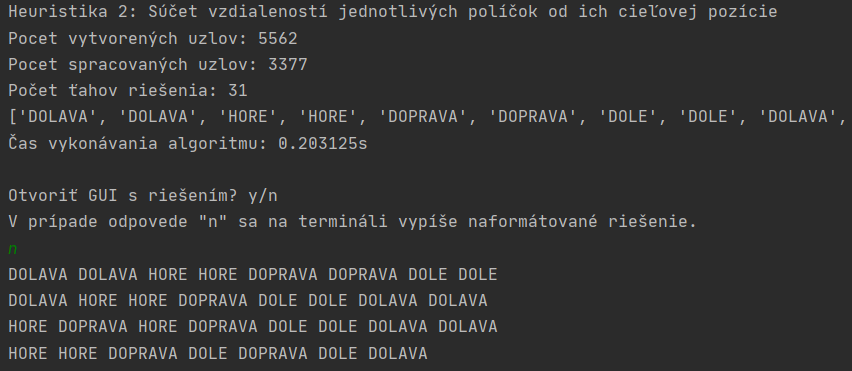 Heuristika 2: Súčet vzdialeností jednotlivých políčok od ich cieľovej pozície
Pocet vytvorených uzlov: 5562
Pocet spracovaných uzlov: 3377
Počet ťahov riešenia: 31
['DOLAVA', 'DOLAVA', 'HORE', 'HORE', 'DOPRAVA', 'DOPRAVA', 'DOLE', 'DOLE', 'DOLAVA',
Čas vykonávania algoritmu: 0.203125s
Otvoriť GUI s riešením? y/n
V prípade odpovede "n" sa na termináli vypíše naformátované riešenie.
n
DOLAVA DOLAVA HORE HORE DOPRAVA DOPRAVA DOLE DOLE
DOLAVA HORE HORE DOPRAVA DOLE DOLE DOLAVA DOLAVA
HORE DOPRAVA HORE DOPRAVA DOLE DOLE DOLAVA DOLAVA
HORE HORE DOPRAVA DOLE DOPRAVA DOLE DOLAVA